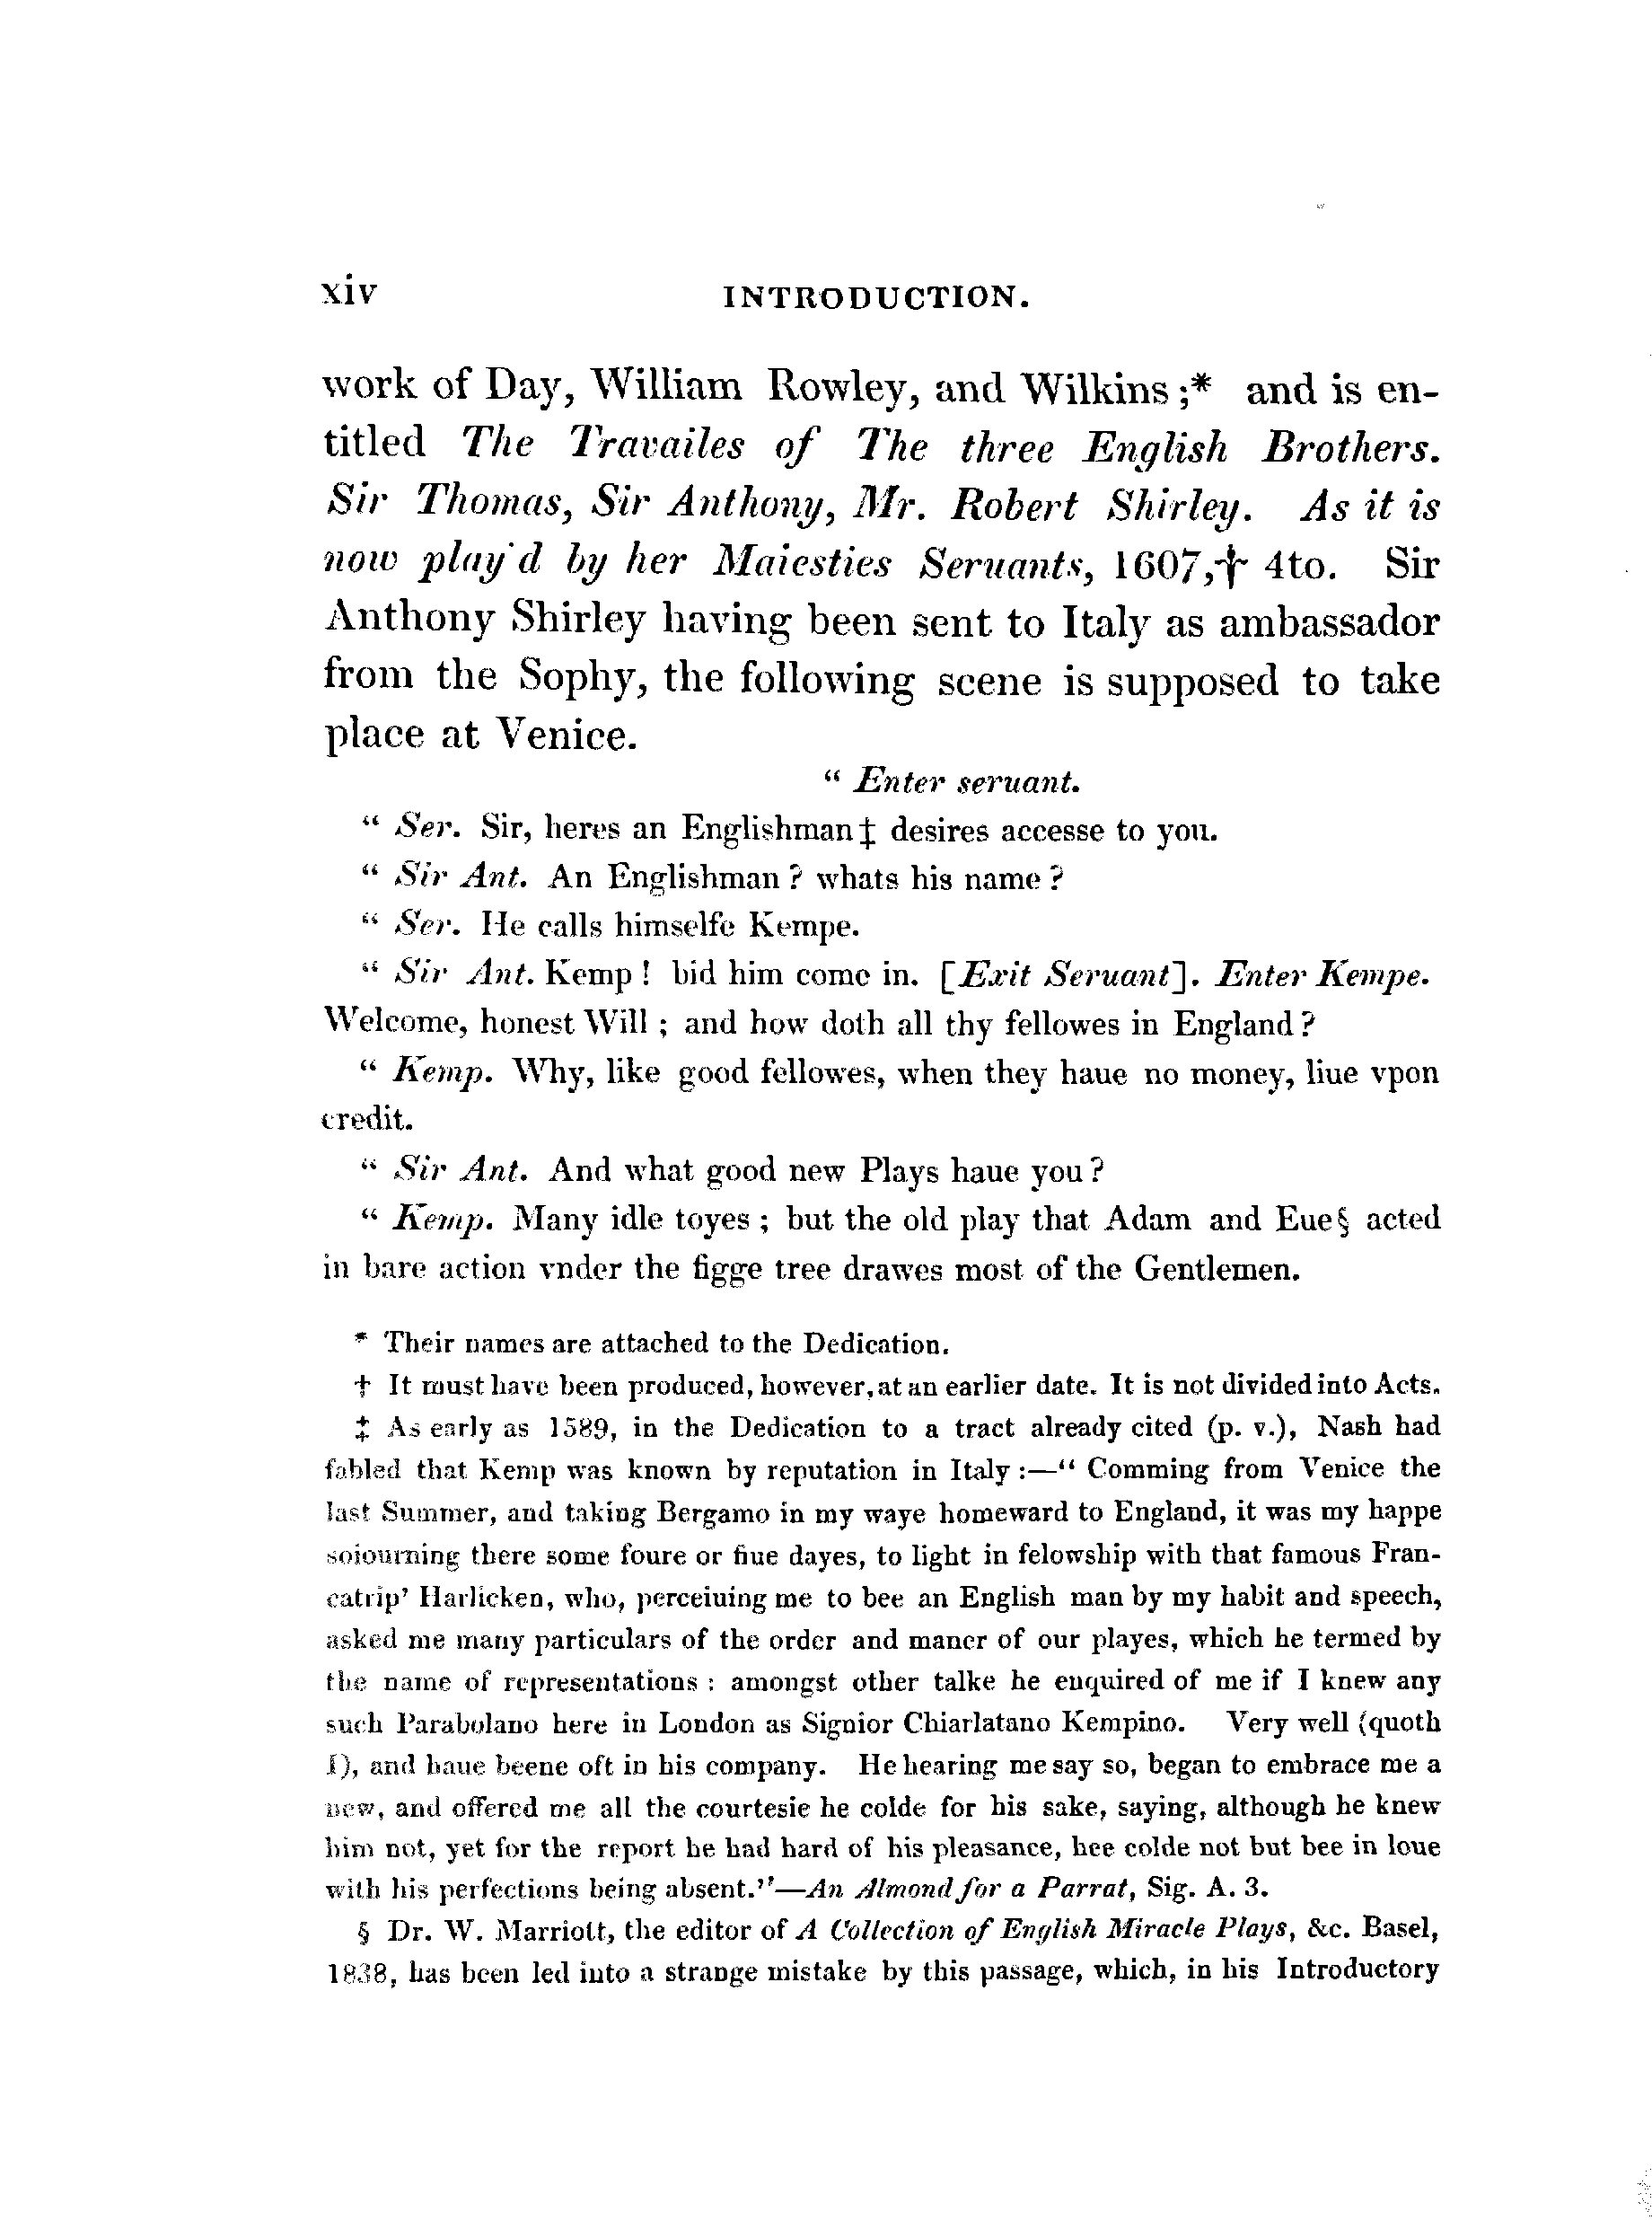 xiv INTRODUCTION.
work of Day, William Rowley, and Wilkins;* and is en-
titled The Travailes of The three English Brothers.
Sir Thomas, Sir Anthony, Mr. Robert Shirley. As it is
now play'd by her Maiesties Seruants, 1607,† 4to. Sir
Anthony Shirley having been sent to Italy as ambassador
from the Sophy, the following scene is supposed to take
place at Venice.
“ Enter seruant.
“ Ser. Sir, heres an Englishman‡ desires accesse to you.
“ Sir Ant. An Englishman? whats his name?
“ Ser. He calls himselfe Kempe.
“ Sir Ant. Kemp! bid him come in. [Exit Seruant]. Enter Kempe.
Welcome, honest Will; and how doth all thy fellowes in England?
“ Kemp. Why, like good fellowes, when they haue no money, liue vpon
credit.
“ Sir Ant. And what good new Plays haue you?
“ Kemp. Many idle toyes; but the old play that Adam and Eue§ acted
in bare action vnder the figge tree drawes most of the Gentlemen.
* Their names are attached to the Dedication.
† It must have been produced, however, at an earlier date. It is not divided into Acts.
‡ As early as 1589, in the Dedication to a tract already cited (p. v.), Nash had
fabled that Kemp was known by reputation in Italy:—“ Comming from Venice the
last Summer, and taking Bergamo in my waye homeward to England, it was my happe
soiourning there some foure or fiue dayes, to light in felowship with that famous Fran-
catrip' Harlicken, who, perceiuing me to bee an English man by my habit and speech,
asked me many particulars of the order and maner of our playes, which he termed by
the name of representations: amongst other talke he enquired of me if I knew any
such Parabolano here in London as Signior Chiarlatano Kempino. Very well (quoth
I), and haue beene oft in his company. He hearing me say so, began to embrace me a
new, and offered me all the courtesie he colde for his sake, saying, although he knew
him not, yet for the report he had hard of his pleasance, hee colde not but bee in loue
with his perfections being absent.”—An Almond for a Parrat, Sig. A. 3.
§ Dr. W. Marriott, the editor of A Collection of English Miracle Plays, &c. Basel,
1838, has been led into a strange mistake by this passage, which, in his Introductory